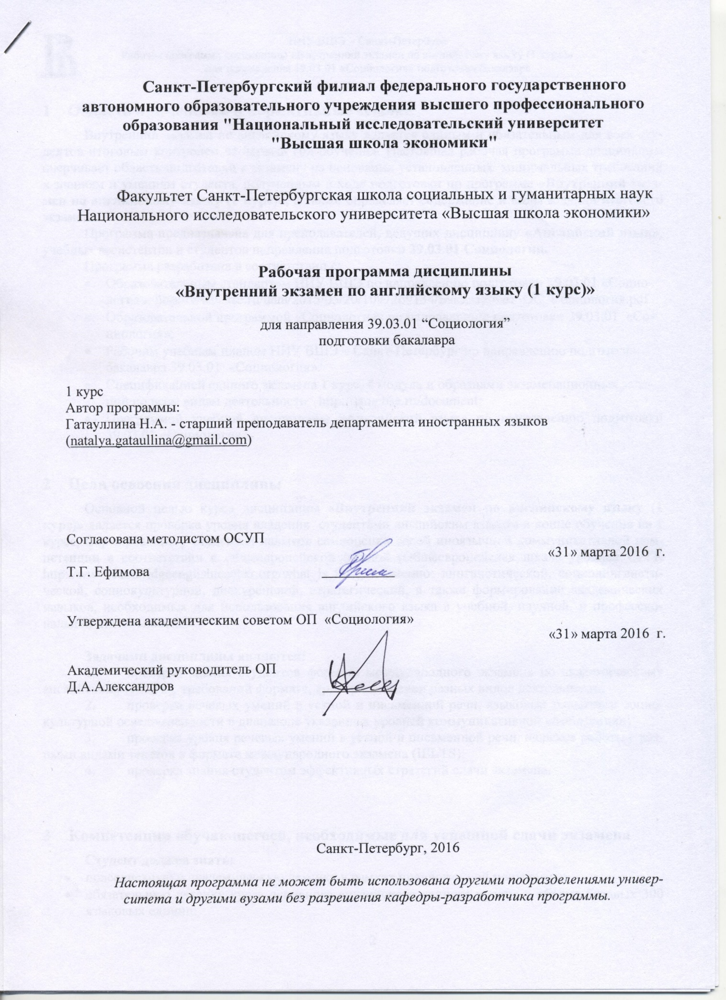 Санкт-Петербургский филиал федерального государственного
автономного образовательного учреждения высшего профессионального
образования "Национальный исследовательский университет
"Высшая школа экономики"
Факультет Санкт-Петербургская школа социальных и гуманитарных наук
Национального исследовательского университета «Высшая школа экономики»
Рабочая программа дисциплины
«Внутренний экзамен по английскому языку (1 курс)»
для направления 39.03.01 “Социология”
подготовки бакалавра
1 курс
Автор программы:
Гатауллина Н.А. - старший преподаватель департамента иностранных языков
(natalya.gataullina@gmail.com)
Согласована методистом ОСУП
«31» марта 2016 г.
Т.Г. Ефимова
Утверждена академическим советом ОП «Социология»
«31» марта 2016 г.
Академический руководитель ОП
Д.А.Александров
Санкт-Петербург, 2016
Настоящая программа не может быть использована другими подразделениями универ-
ситета и другими вузами без разрешения кафедры-разработчика программы.